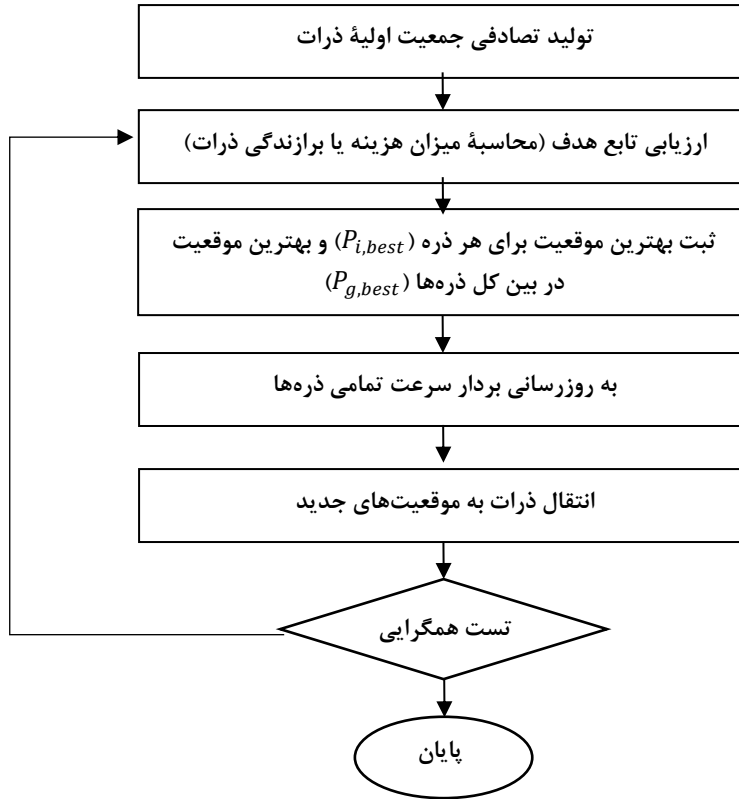 تولید تصادفی جمعیت اولیۀ ذرات
ارزیابی تابع هدف (محاسبۀ میزان هزینه یا برازندگی ذرات)
ثبت بهترین موقعیت برای هر ذره (P_{i,best}) و بهترین موقعیت
در بین کل ذره‌ها (P_{g,best})
به روزرسانی بردار سرعت تمامی ذره‌ها
انتقال ذرات به موقعیت‌های جدید
تست همگرایی
پایان